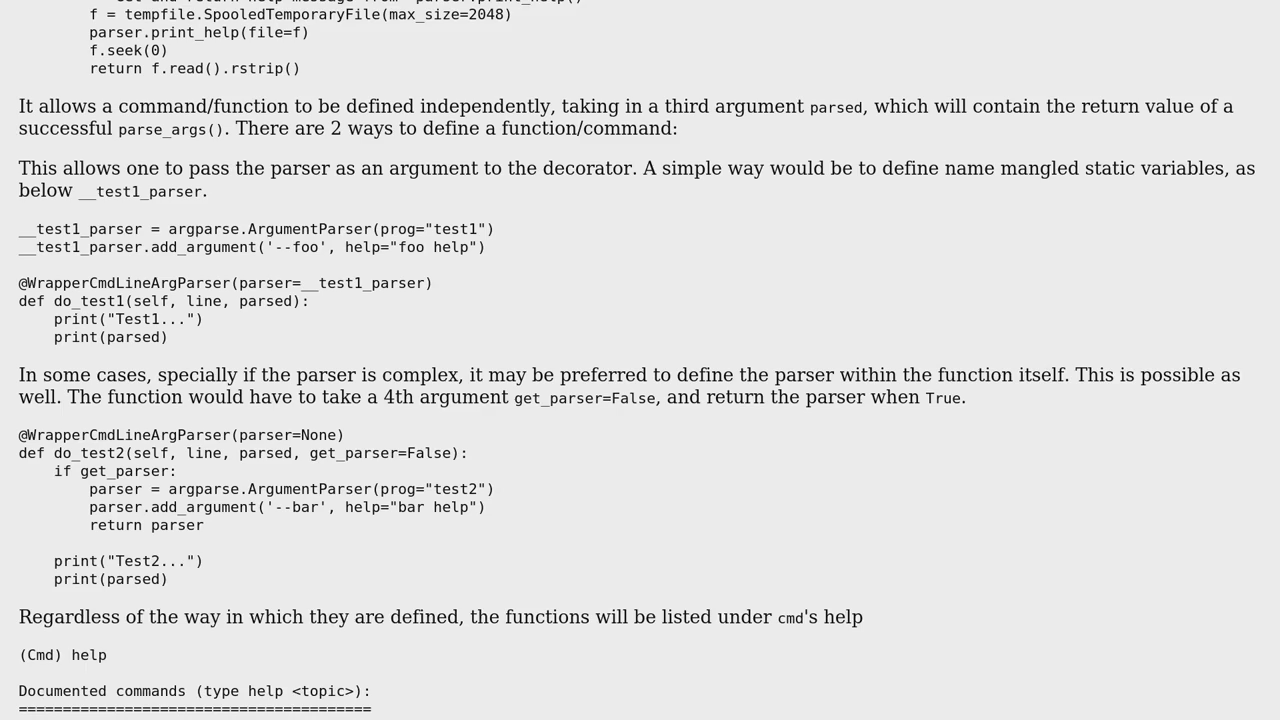 f = tempfile.SpooledTemporaryFile(max_size=2048)
parser.print_help(file=f)
f.seek(0)
return f.read().rstrip()
It allows a command/function to be defined independently, taking in a third argument parsed, which will contain the return value of a
successful parse_args(). There are 2 ways to define a function/command:
This allows one to pass the parser as an argument to the decorator. A simple way would be to define name mangled static variables, as
below __test1_parser.
__test1_parser = argparse.ArgumentParser(prog="test1")
__test1_parser.add_argument('--foo', help="foo help")
@WrapperCmdLineArgParser(parser=__test1_parser)
def do_test1(self, line, parsed):
    print("Test1...")
    print(parsed)
In some cases, specially if the parser is complex, it may be preferred to define the parser within the function itself. This is possible as
well. The function would have to take a 4th argument get_parser=False, and return the parser when True.
@WrapperCmdLineArgParser(parser=None)
def do_test2(self, line, parsed, get_parser=False):
    if get_parser:
        parser = argparse.ArgumentParser(prog="test2")
        parser.add_argument('--bar', help="bar help")
        return parser
    print("Test2...")
    print(parsed)
Regardless of the way in which they are defined, the functions will be listed under cmd's help
(Cmd) help
Documented commands (type help <topic>):
========================================